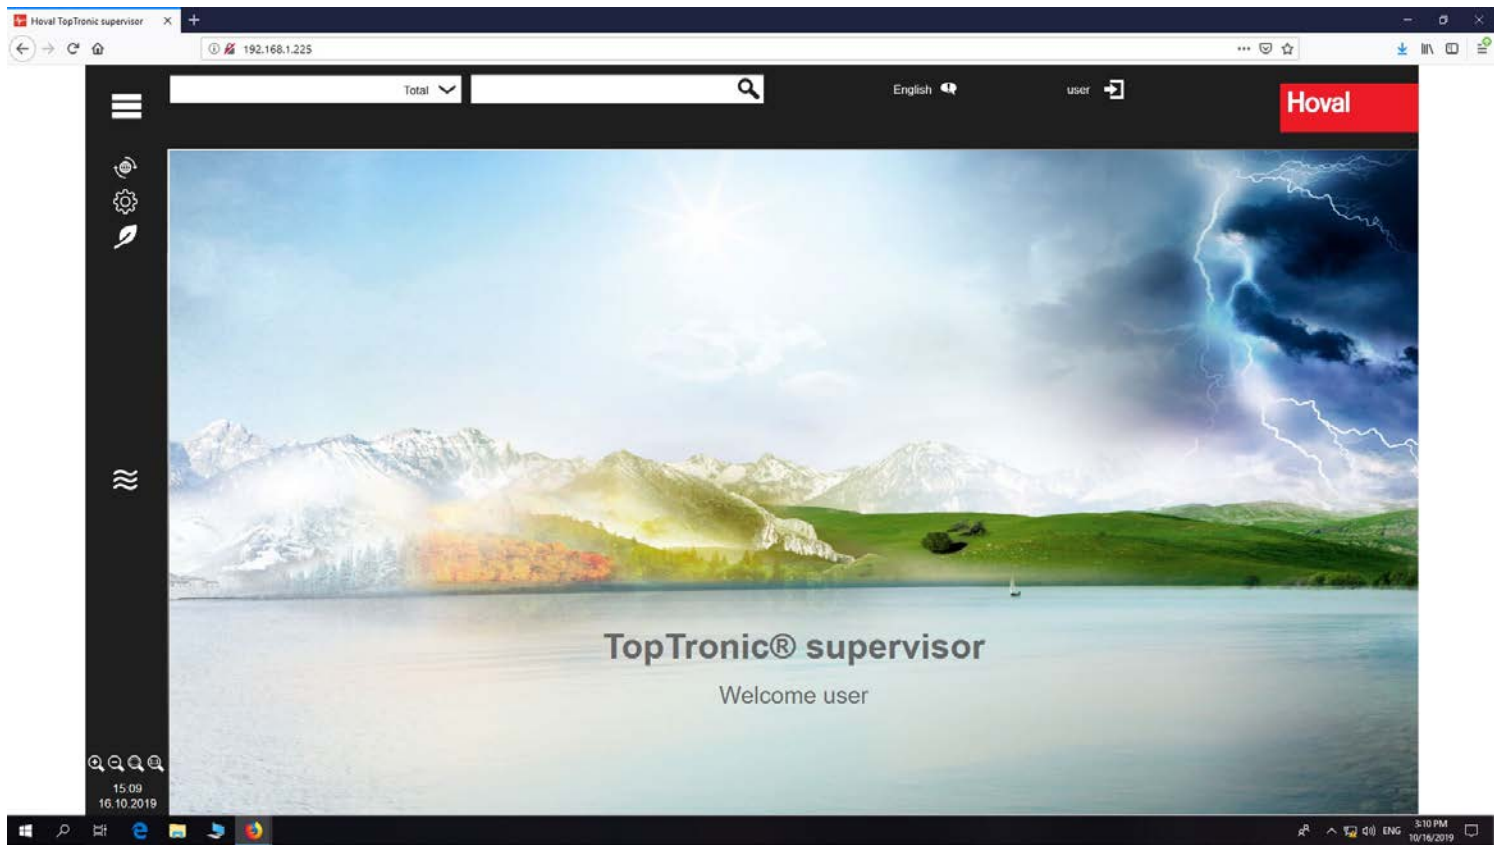 Hoval TopTronic supervisor
192.168.1.225
Total
English
user
Hoval
TopTronic® supervisor
Welcome user
15:09
16.10.2019
ENG
3:10 PM
10/16/2019